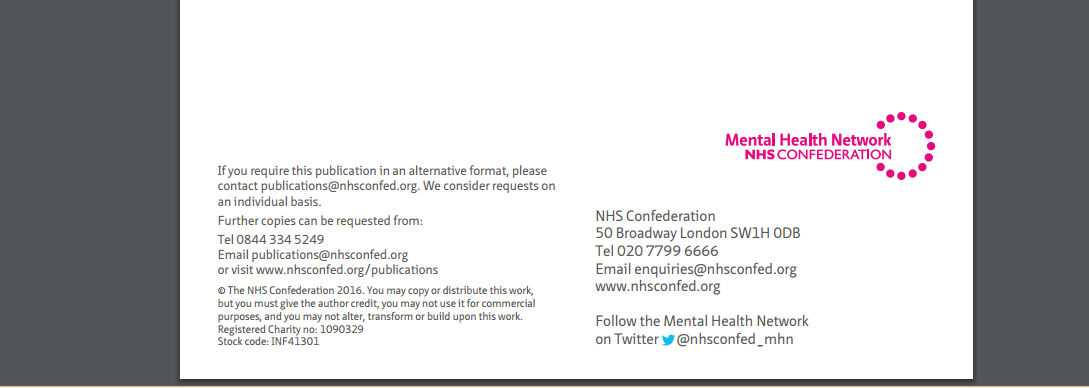 Mental Health Network
NHS CONFEDERATION
If you require this publication in an alternative format, please
contact publications@nhsconfed.org. We consider requests on
an individual basis.
Further copies can be requested from:
Tel 0844 334 5249
Email publications@nhsconfed.org
or visit www.nhsconfed.org/publications
© The NHS Confederation 2016. You may copy or distribute this work,
but you must give the author credit, you may not use it for commercial
purposes, and you may not alter, transform or build upon this work.
Registered Charity no: 1090329
Stock code: INF41301
NHS Confederation
50 Broadway London SW1H 0DB
Tel 020 7799 6666
Email enquiries@nhsconfed.org
www.nhsconfed.org
Follow the Mental Health Network
on Twitter @nhsconfed_mhn